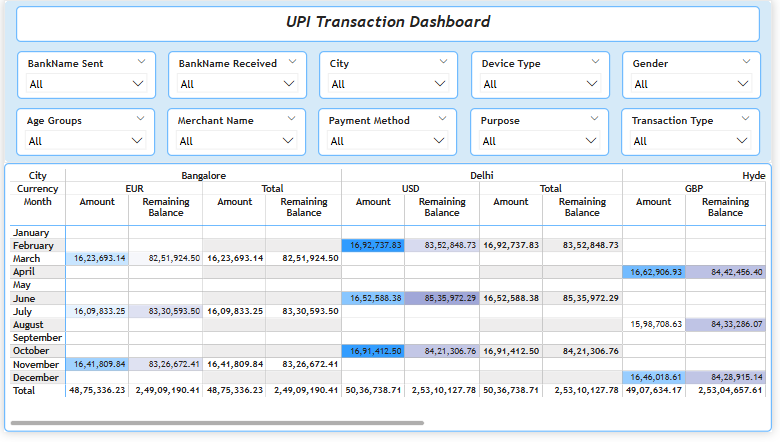 UPI Transaction Dashboard
BankName Sent BankName Received City Device Type Gender
All All All All All
Age Groups Merchant Name Payment Method Purpose Transaction Type
All All All All All
City Bangalore Delhi Hyde
Currency EUR Total USD Total GBP
Month Amount Remaining Amount Remaining Amount Remaining Amount Remaining Amount Remaining
Balance Balance Balance Balance Balance
January
February 16,92,737.83 83,52,848.73 16,92,737.83 83,52,848.73
March 16,23,693.14 82,51,924.50 16,23,693.14 82,51,924.50
April 16,62,906.93 84,42,456.40
May
June 16,52,588.38 85,35,972.29 16,52,588.38 85,35,972.29
July 16,09,833.25 83,30,593.50 16,09,833.25 83,30,593.50
August 15,98,708.63 84,33,286.07
September
October 16,91,412.50 84,21,306.76 16,91,412.50 84,21,306.76
November 16,41,809.84 83,26,672.41 16,41,809.84 83,26,672.41
December 16,46,018.61 84,28,915.14
Total 48,75,336.23 2,49,09,190.41 48,75,336.23 2,49,09,190.41 50,36,738.71 2,53,10,127.78 50,36,738.71 2,53,10,127.78 49,07,634.17 2,53,04,657.61